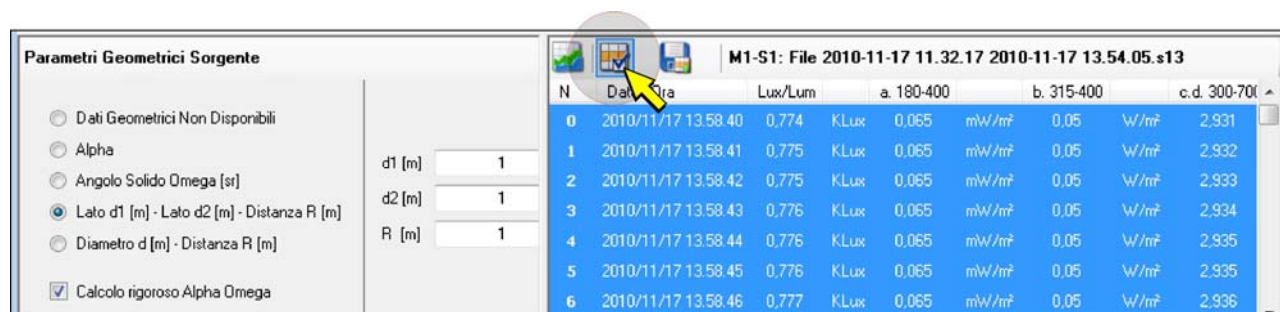 Parametri Geometrici Sorgente
Dati Geometrici Non Disponibili
Alpha
Angolo Solido Omega [sr]
Lato d1 [m] - Lato d2 [m] - Distanza R [m]
Diametro d [m] - Distanza R [m]
Calcolo rigoroso Alpha Omega
d1 [m] 1
d2 [m] 1
R [m] 1
M1-S1: File 2010-11-17 11.32.17 2010-11-17 13.54.05.s13
N Ora Lux/Lum a. 180-400 b. 315-400 c.d. 300-70
0 2010/11/17 13.58.40 0,774 KLux 0,065 mW/m² 0,05 W/m² 2,931
1 2010/11/17 13.58.41 0,775 KLux 0,065 mW/m² 0,05 W/m² 2,932
2 2010/11/17 13.58.42 0,775 KLux 0,065 mW/m² 0,05 W/m² 2,933
3 2010/11/17 13.58.43 0,776 KLux 0,065 mW/m² 0,05 W/m² 2,934
4 2010/11/17 13.58.44 0,776 KLux 0,065 mW/m² 0,05 W/m² 2,935
5 2010/11/17 13.58.45 0,776 KLux 0,065 mW/m² 0,05 W/m² 2,935
6 2010/11/17 13.58.46 0,777 KLux 0,065 mW/m² 0,05 W/m² 2,936